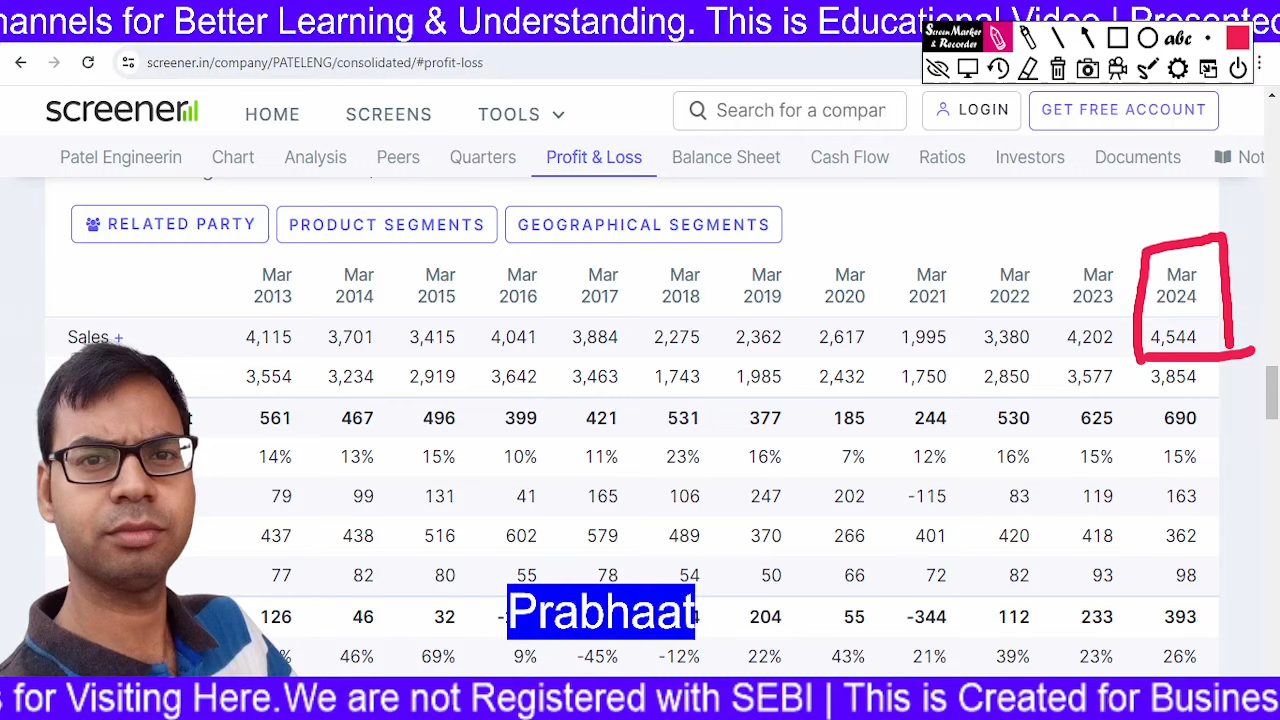 hannels for Better Learning & Understanding. This is Educational Video | Presented
Screen Marker & Recorder abc
screener.in/company/PATELENG/consolidated/#profit-loss
screener HOME SCREENS TOOLS Search for a compar LOGIN GET FREE ACCOUNT
Patel Engineerin Chart Analysis Peers Quarters Profit & Loss Balance Sheet Cash Flow Ratios Investors Documents Not
RELATED PARTY PRODUCT SEGMENTS GEOGRAPHICAL SEGMENTS
Mar Mar Mar Mar Mar Mar Mar Mar Mar Mar Mar Mar
2013 2014 2015 2016 2017 2018 2019 2020 2021 2022 2023 2024
Sales + 4,115 3,701 3,415 4,041 3,884 2,275 2,362 2,617 1,995 3,380 4,202 4,544
3,554 3,234 2,919 3,642 3,463 1,743 1,985 2,432 1,750 2,850 3,577 3,854
561 467 496 399 421 531 377 185 244 530 625 690
14% 13% 15% 10% 11% 23% 16% 7% 12% 16% 15% 15%
79 99 131 41 165 106 247 202 -115 83 119 163
437 438 516 602 579 489 370 266 401 420 418 362
77 82 80 55 78 54 50 66 72 82 93 98
126 46 32 Prabhaat 204 55 -344 112 233 393
46% 69% 9% -45% -12% 22% 43% 21% 39% 23% 26%
s for Visiting Here.We are not Registered with SEBI | This is Created for Busines